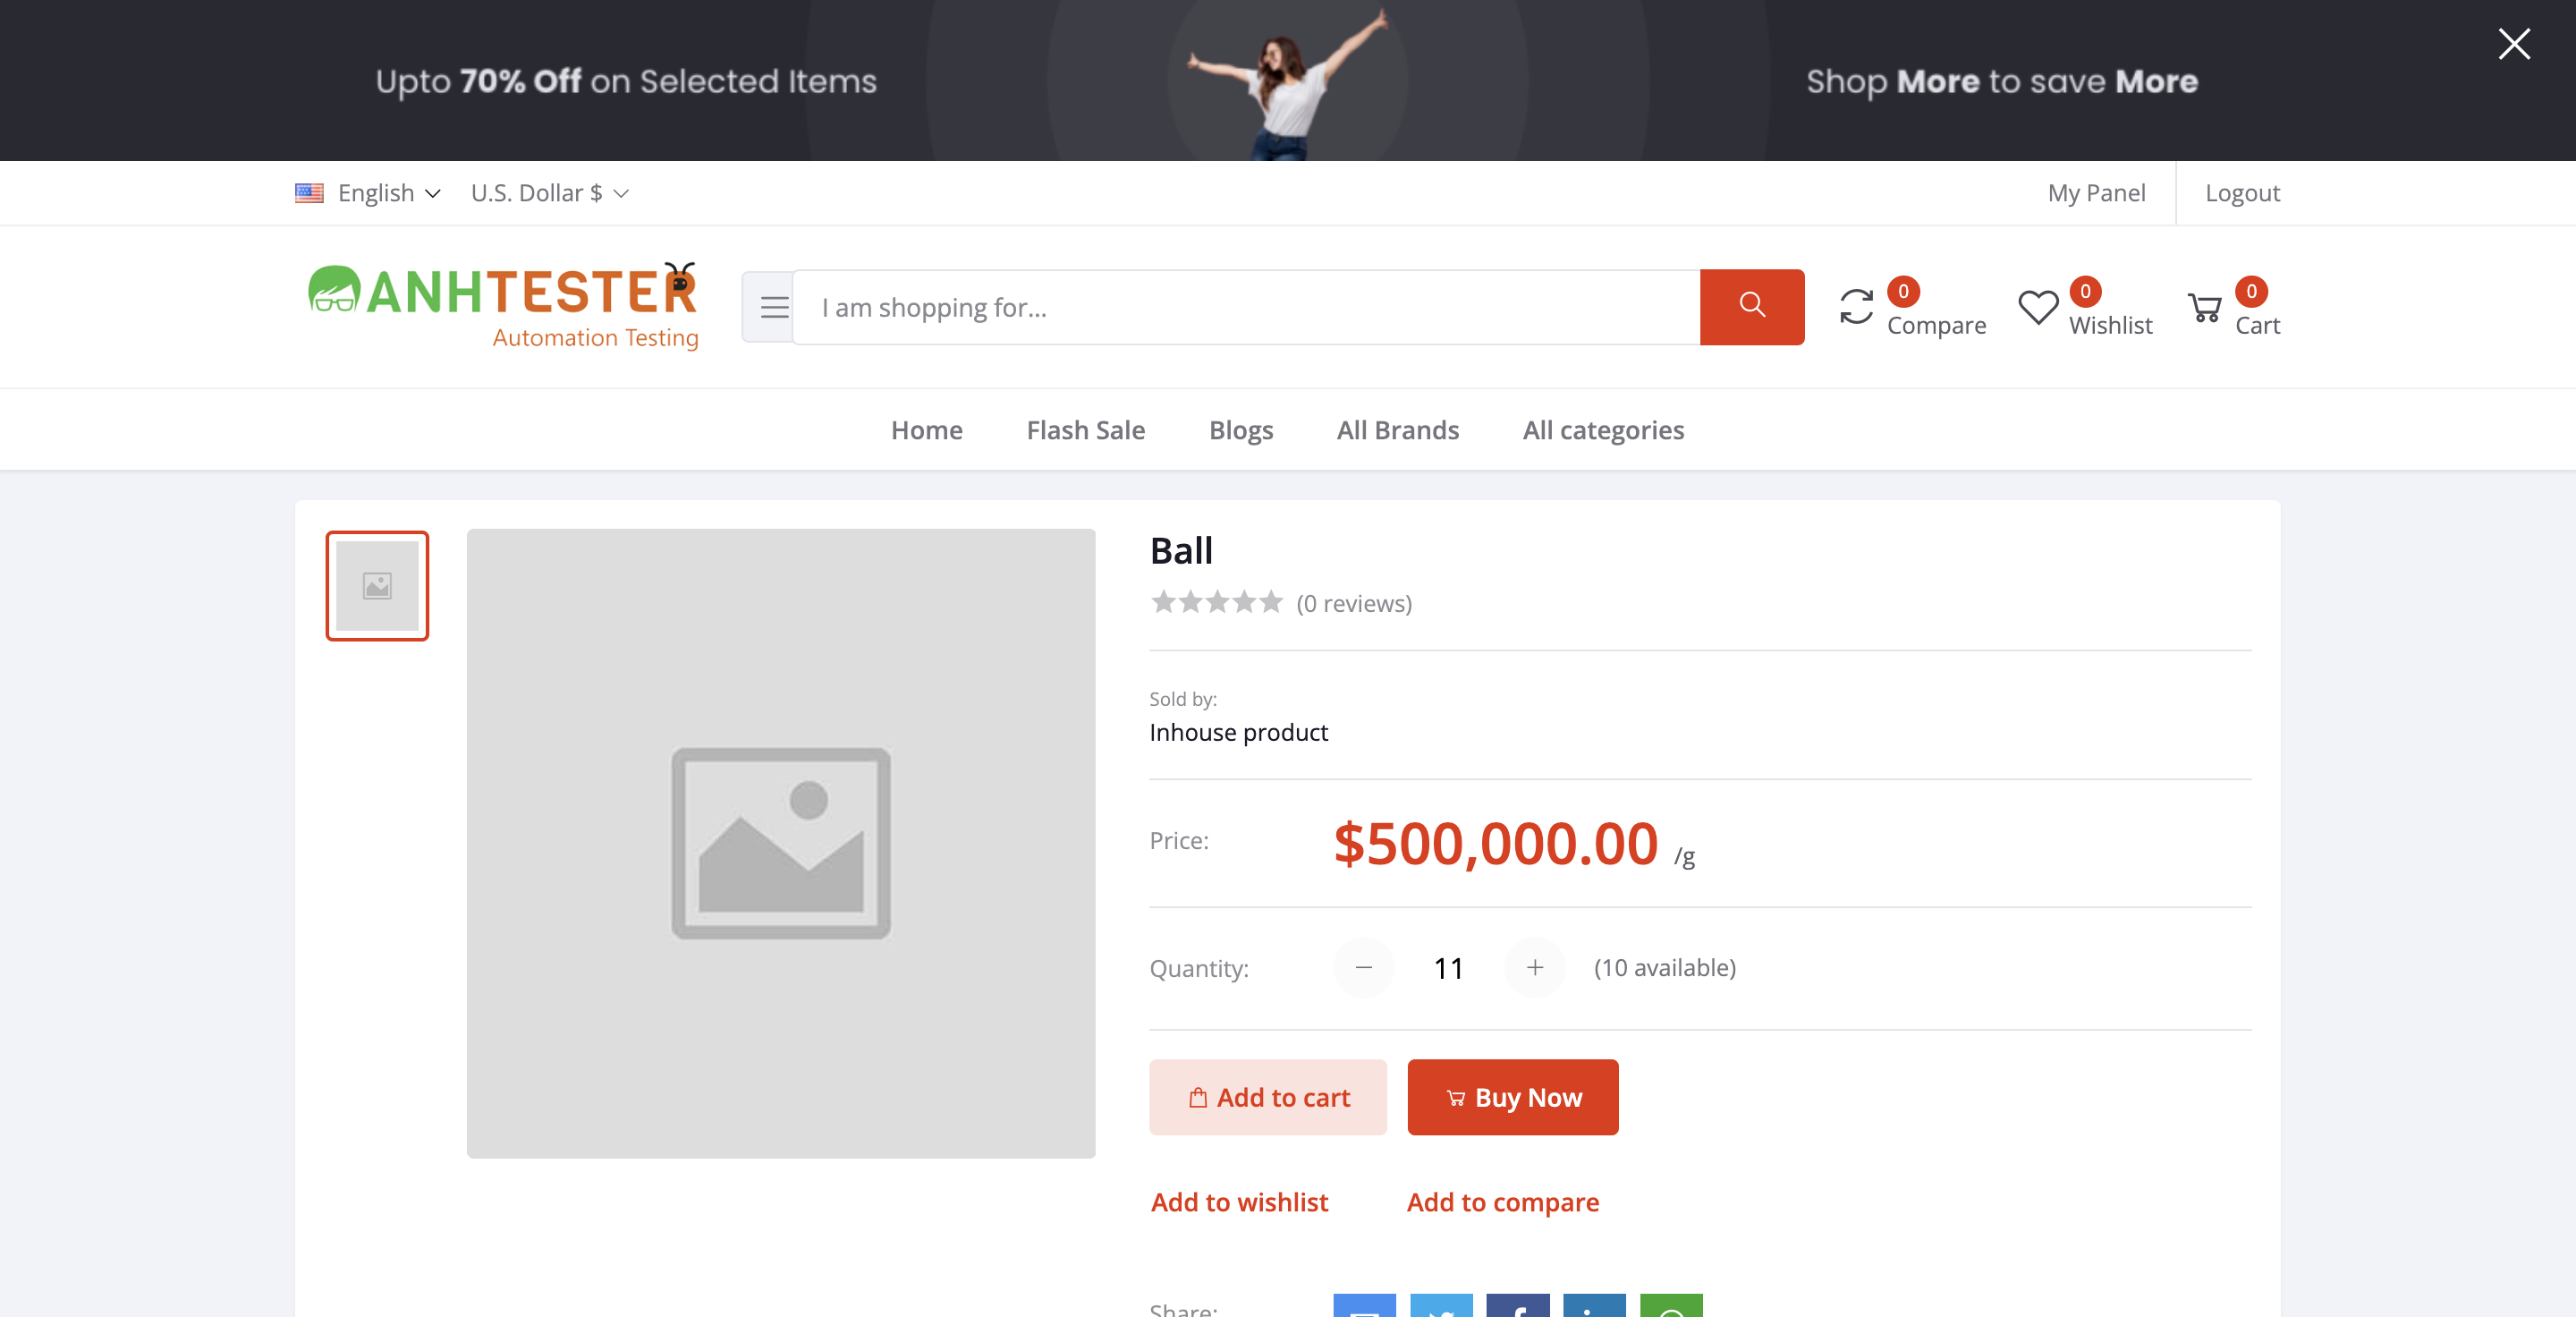 Upto 70% Off on Selected Items
Shop More to save More
English
U.S. Dollar $
My Panel
Logout
ANHTESTER
Automation Testing
I am shopping for...
0
Compare
0
Wishlist
0
Cart
Home
Flash Sale
Blogs
All Brands
All categories
Ball
(0 reviews)
Sold by:
Inhouse product
Price:
$500,000.00 /g
Quantity:
11
(10 available)
Add to cart
Buy Now
Add to wishlist
Add to compare
Share: